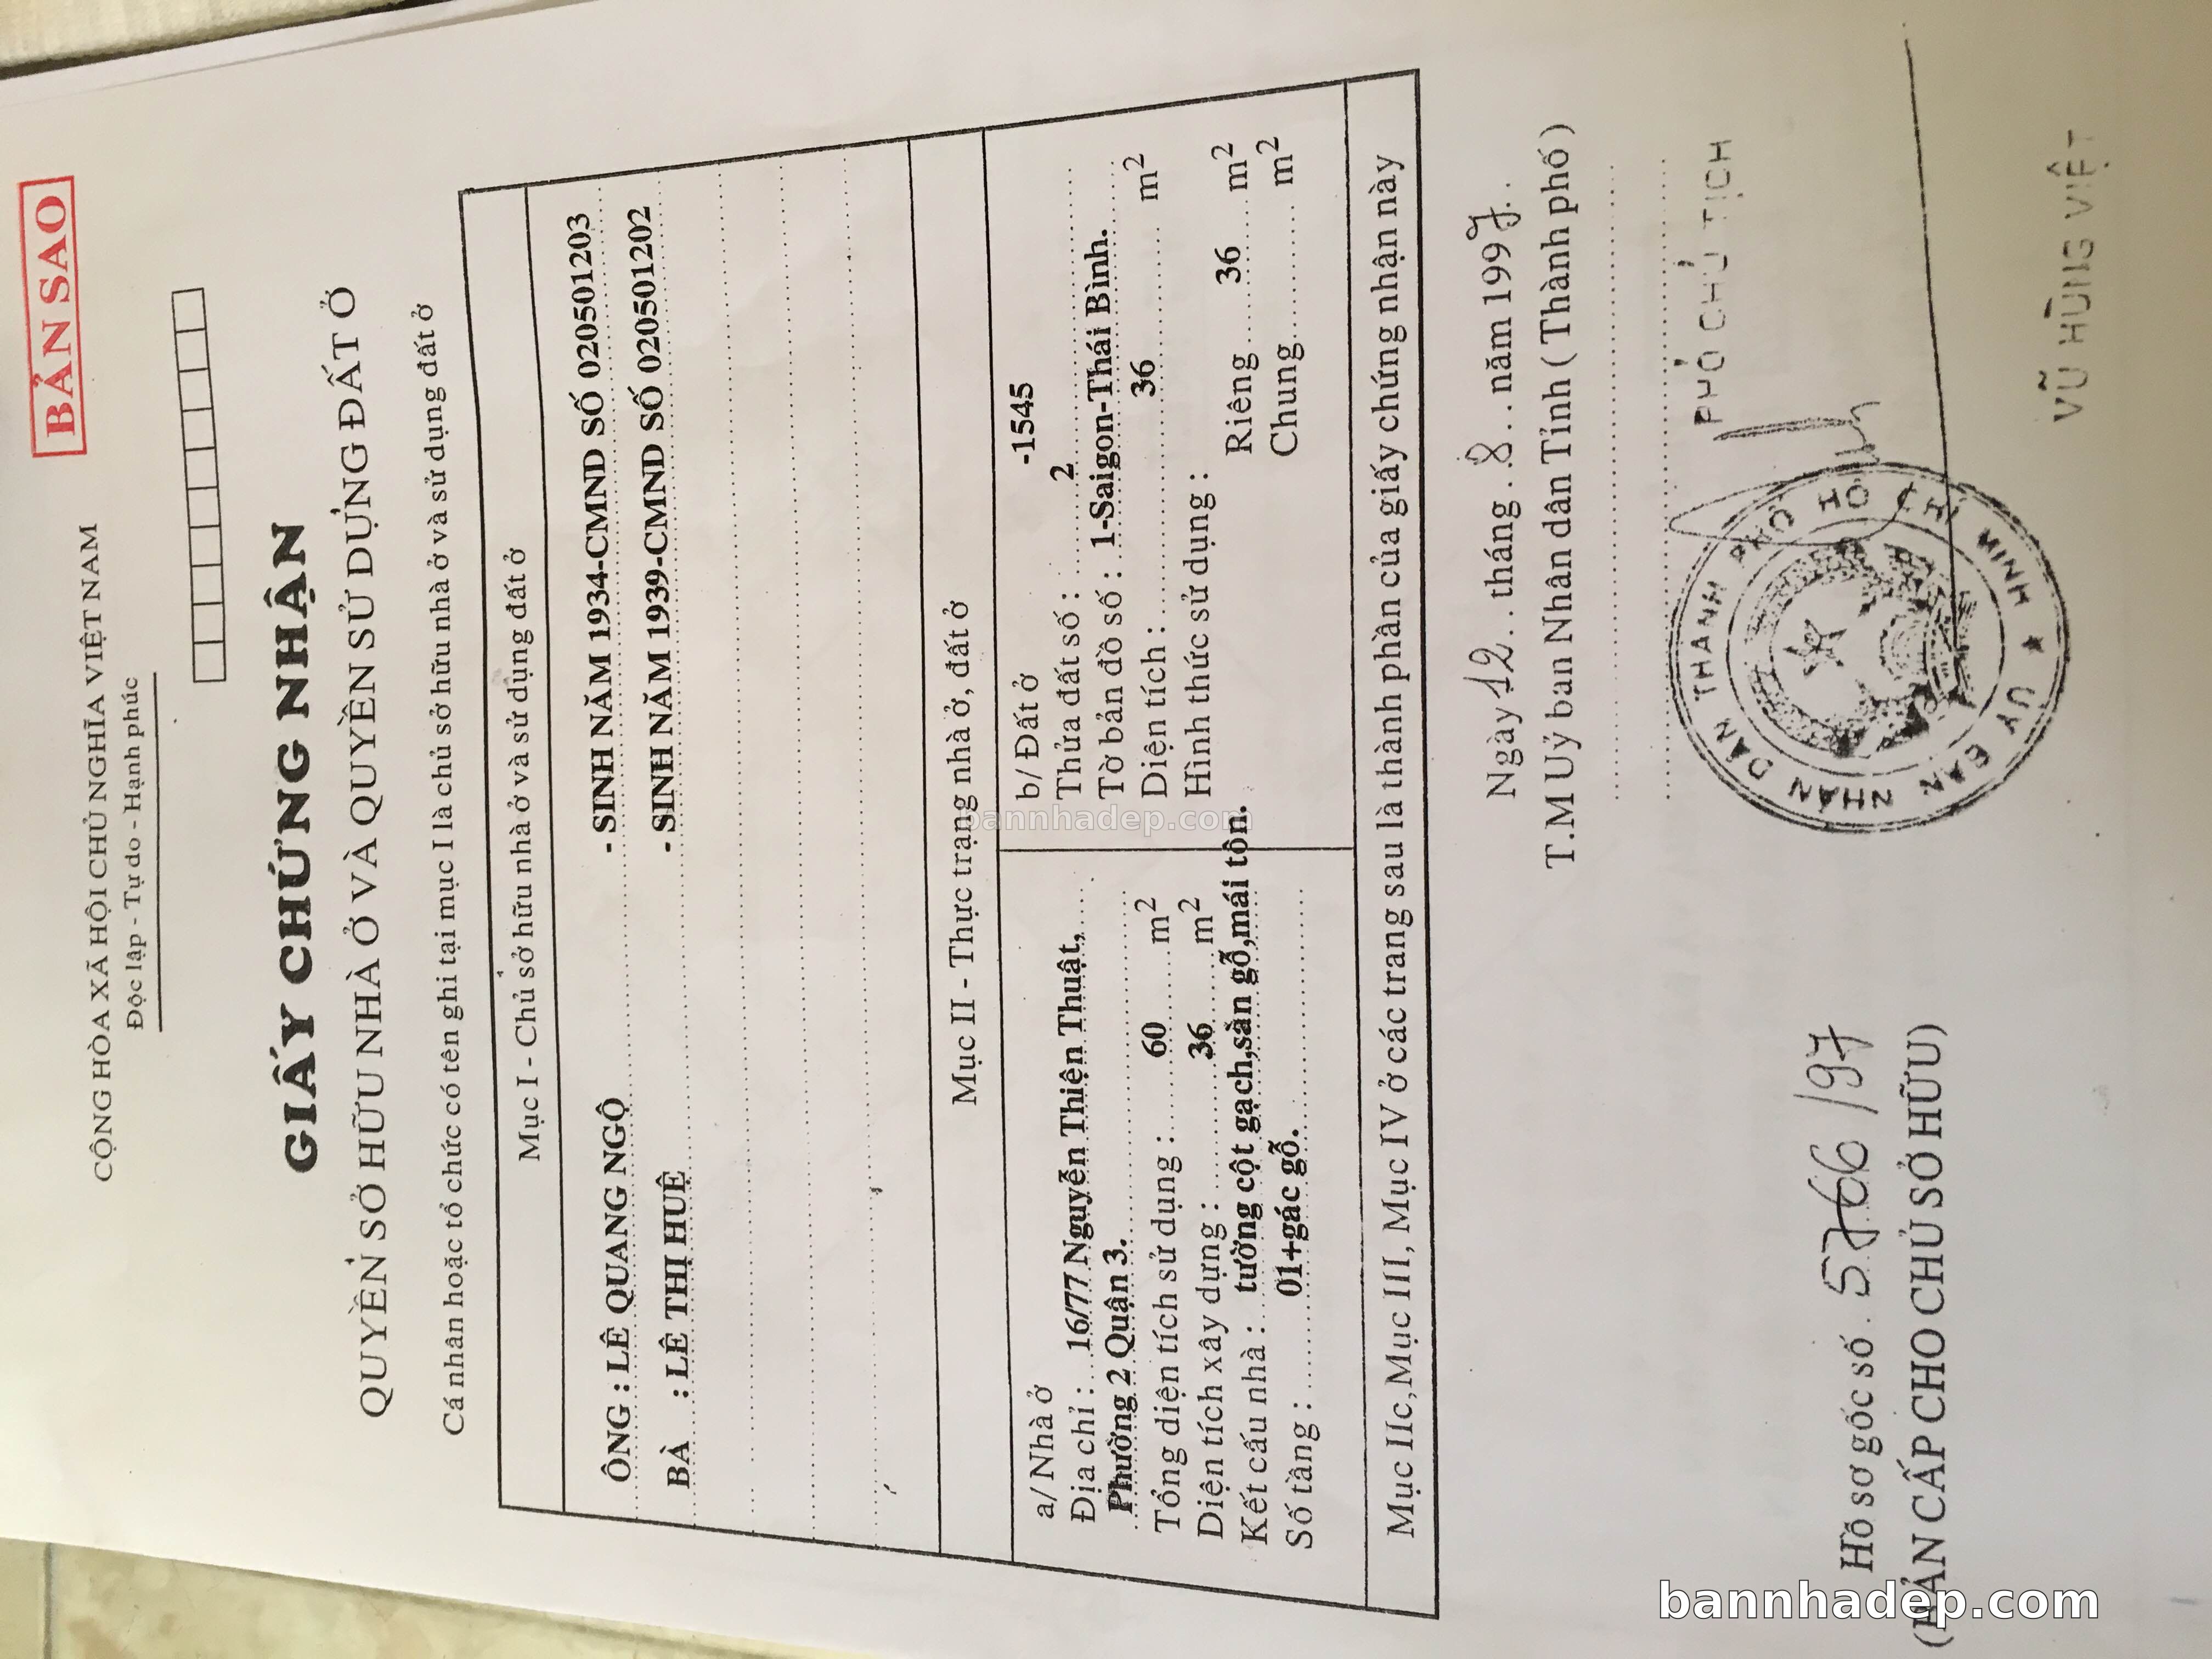 BẢN SAO
CỘNG HÒA XÃ HỘI CHỦ NGHĨA VIỆT NAM
Độc lập - Tự do - Hạnh phúc
GIẤY CHỨNG NHẬN
QUYỀN SỞ HỮU NHÀ Ở VÀ QUYỀN SỬ DỤNG ĐẤT Ở
Cá nhân hoặc tổ chức có tên ghi tại mục I là chủ sở hữu nhà ở và sử dụng đất ở
Mục I - Chủ sở hữu nhà ở và sử dụng đất ở
ÔNG : LÊ QUANG NGỘ - SINH NĂM 1934-CMND SỐ 020501203
BÀ : LÊ THỊ HUỆ - SINH NĂM 1939-CMND SỐ 020501202
Mục II - Thực trạng nhà ở, đất ở
a/ Nhà ở
Địa chỉ : 16/77 Nguyễn Thiện Thuật,
Phường 2 Quận 3.
Tổng diện tích sử dụng : 60 m2
Diện tích xây dựng : 36 m2
Kết cấu nhà : tường cột gạch,sàn gỗ,mái tôn.
Số tầng : 01+gác gỗ.
b/ Đất ở -1545
Thửa đất số : 2
Tờ bản đồ số : 1-Saigon-Thái Bình.
Diện tích : 36 m2
Hình thức sử dụng :
Riêng 36 m2
Chung m2
Mục IIc,Mục III, Mục IV ở các trang sau là thành phần của giấy chứng nhận này
Ngày 12 tháng 8 năm 1997
T.M Uỷ ban Nhân dân Tỉnh ( Thành phố )
PHÓ CHỦ TỊCH
ỦY BAN NHÂN DÂN THÀNH PHỐ HỒ CHÍ MINH
VŨ HÙNG VIỆT
Hồ sơ gốc số 5766/97
(BẢN CẤP CHO CHỦ SỞ HỮU)
bannhadep.com
bannhadep.com